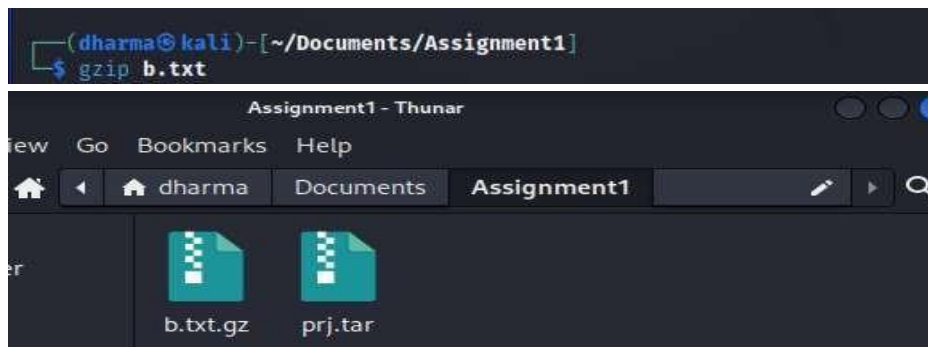 (dharma㉿kali)-[~/Documents/Assignment1]
$ gzip b.txt
Assignment1 - Thunar
iew Go Bookmarks Help
dharma Documents Assignment1
er
b.txt.gz prj.tar